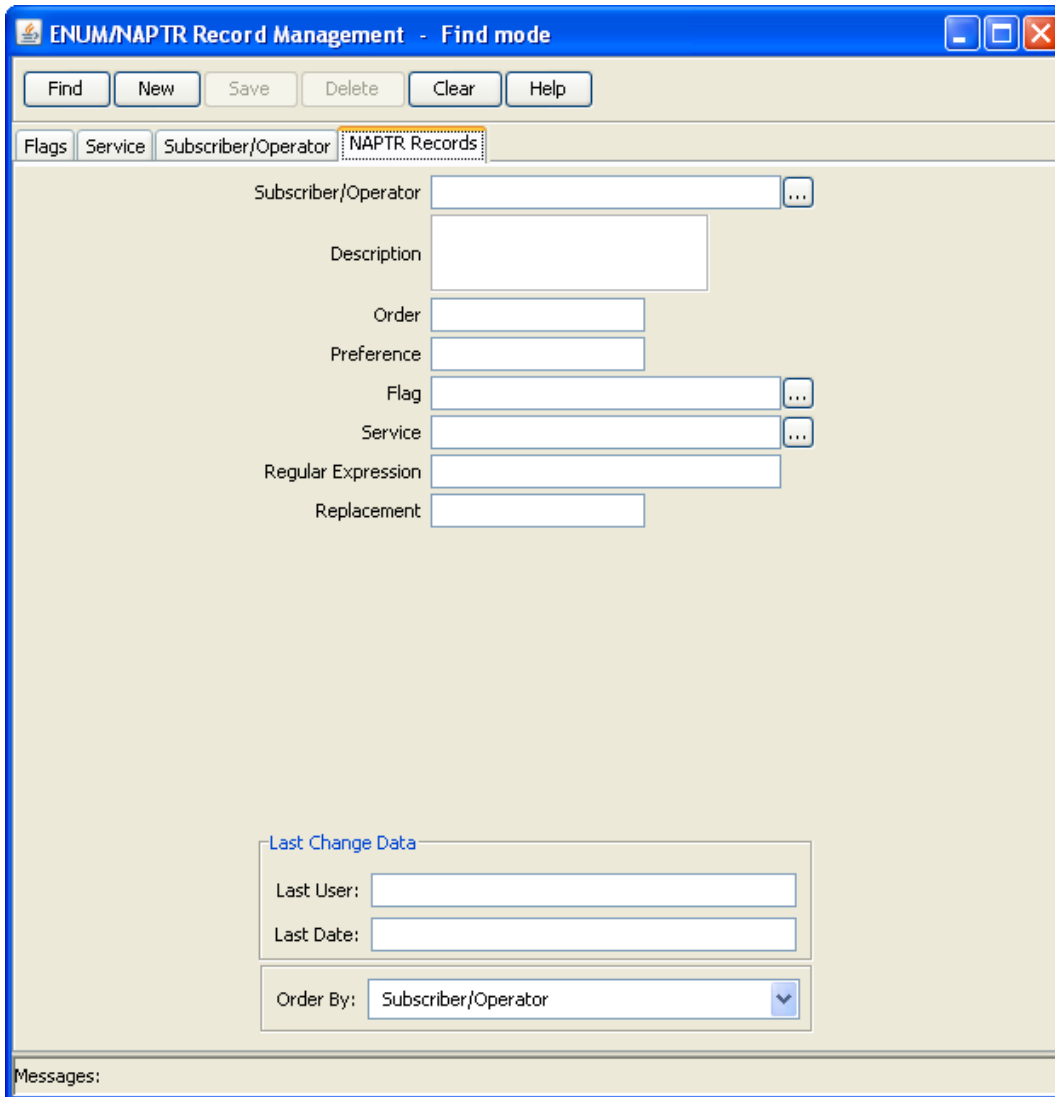 ENUM/NAPTR Record Management - Find mode
Find New Save Delete Clear Help
Flags Service Subscriber/Operator NAPTR Records
Subscriber/Operator ...
Description
Order
Preference
Flag ...
Service ...
Regular Expression
Replacement
Last Change Data
Last User:
Last Date:
Order By: Subscriber/Operator
Messages: